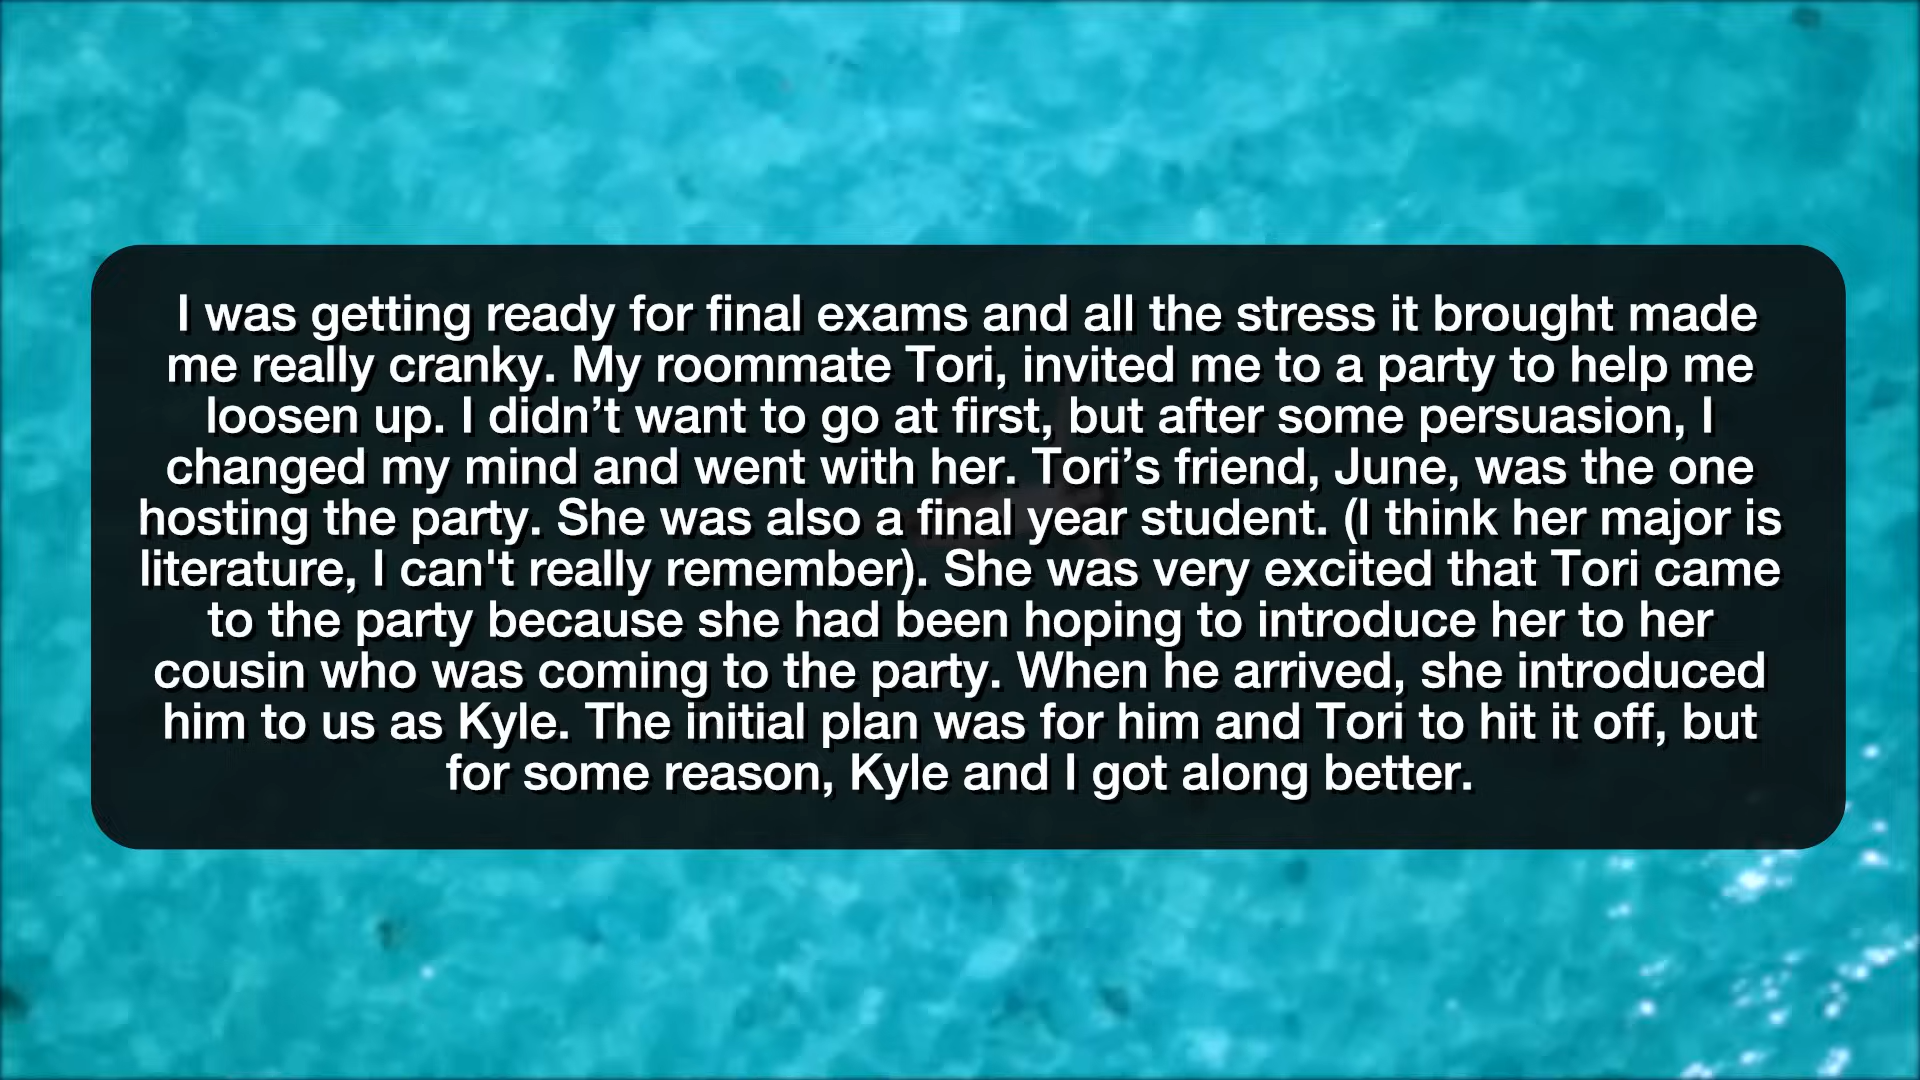 I was getting ready for final exams and all the stress it brought made
me really cranky. My roommate Tori, invited me to a party to help me
loosen up. I didn’t want to go at first, but after some persuasion, I
changed my mind and went with her. Tori’s friend, June, was the one
hosting the party. She was also a final year student. (I think her major is
literature, I can't really remember). She was very excited that Tori came
to the party because she had been hoping to introduce her to her
cousin who was coming to the party. When he arrived, she introduced
him to us as Kyle. The initial plan was for him and Tori to hit it off, but
for some reason, Kyle and I got along better.